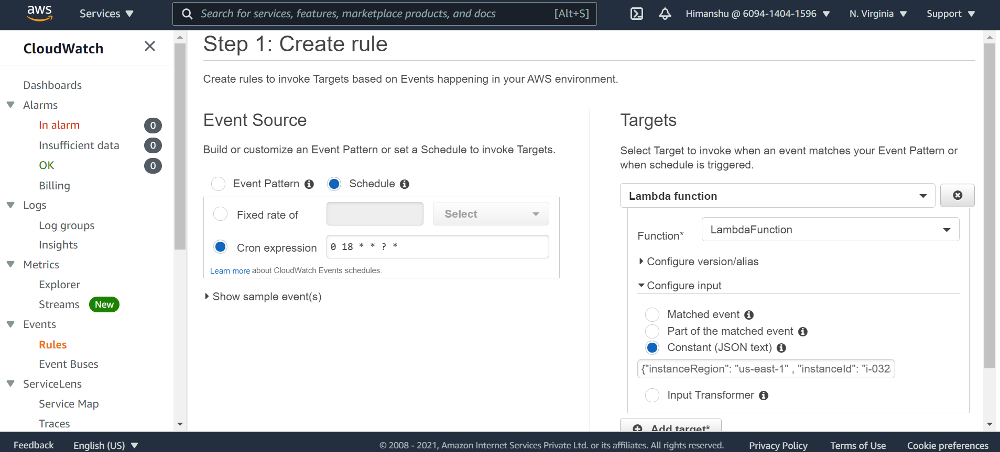 aws
Services
Search for services, features, marketplace products, and docs
[Alt+S]
Himanshu @ 6094-1404-1596
N. Virginia
Support
CloudWatch
Dashboards
Alarms
In alarm 0
Insufficient data 0
OK 0
Billing
Logs
Log groups
Insights
Metrics
Explorer
Streams New
Events
Rules
Event Buses
ServiceLens
Service Map
Traces
Step 1: Create rule
Create rules to invoke Targets based on Events happening in your AWS environment.
Event Source
Build or customize an Event Pattern or set a Schedule to invoke Targets.
Event Pattern Schedule
Fixed rate of Select
Cron expression 0 18 * * ? *
Learn more about CloudWatch Events schedules.
Show sample event(s)
Targets
Select Target to invoke when an event matches your Event Pattern or
when schedule is triggered.
Lambda function
Function* LambdaFunction
Configure version/alias
Configure input
Matched event
Part of the matched event
Constant (JSON text)
{"instanceRegion": "us-east-1" , "instanceId": "i-032
Input Transformer
Add target*
Feedback
English (US)
© 2008 - 2021, Amazon Internet Services Private Ltd. or its affiliates. All rights reserved.
Privacy Policy
Terms of Use
Cookie preferences